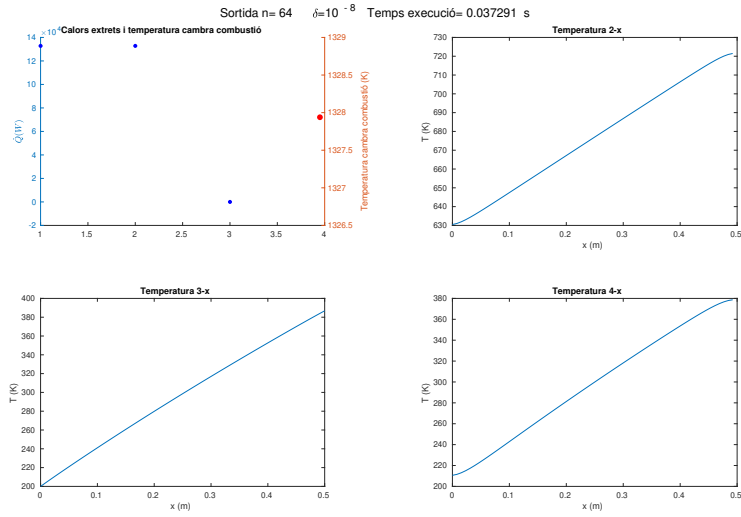 Sortida n= 64 δ=10 ⁻⁸ Temps execució= 0.037291 s
×10⁴ Calors extrets i temperatura cambra combustió
14
12
10
8
6
4
2
0
-2
Q̇(W)
1329
1328
1327.5
1328
1327
1326.5
Temperatura cambra combustió (K)
1 1.5 2 2.5 3 3.5 4
Temperatura 2-x
730
720
710
700
690
680
670
660
650
640
630
T (K)
0 0.1 0.2 0.3 0.4 0.5
x (m)
Temperatura 3-x
400
380
360
340
320
300
280
260
240
220
200
T (K)
0 0.1 0.2 0.3 0.4 0.5
x (m)
Temperatura 4-x
380
360
340
320
300
280
260
240
220
200
T (K)
0 0.1 0.2 0.3 0.4 0.5
x (m)